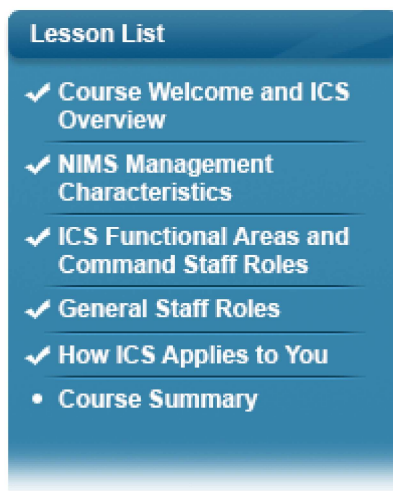 Lesson List
Course Welcome and ICS
Overview
NIMS Management
Characteristics
ICS Functional Areas and
Command Staff Roles
General Staff Roles
How ICS Applies to You
Course Summary